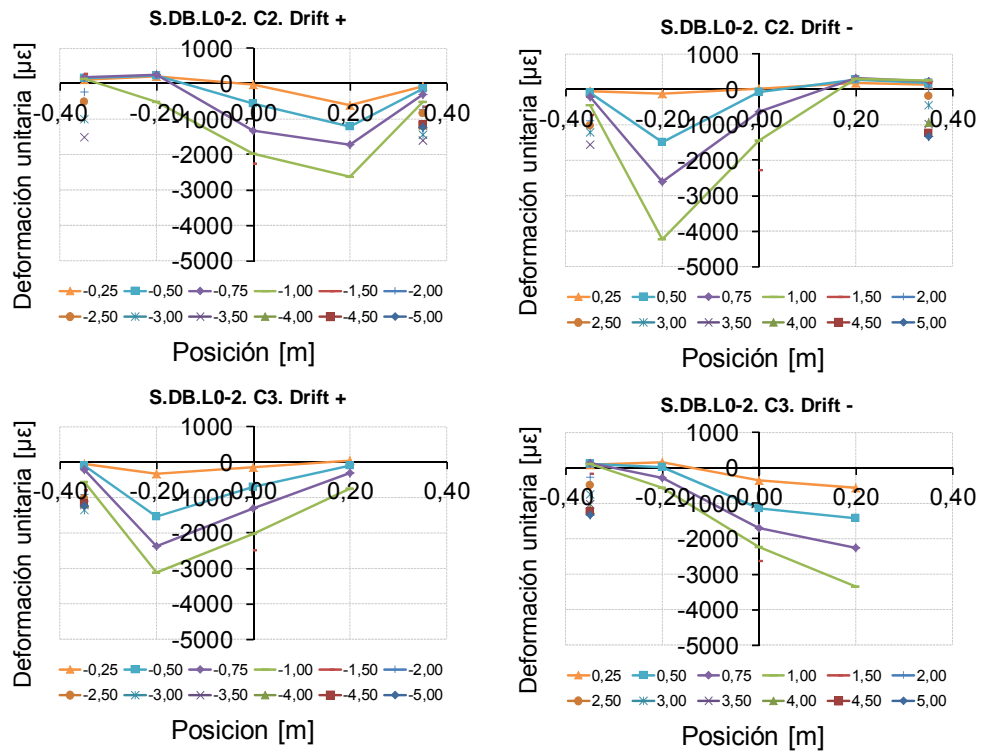 S.DB.L0-2. C2. Drift +
Deformación unitaria [µε]
1000
0
-1000
-2000
-3000
-4000
-5000
-0,40 -0,20 0,00 0,20 0,40
-0,25 -0,50 -0,75 -1,00 -1,50 -2,00
-2,50 -3,00 -3,50 -4,00 -4,50 -5,00
Posición [m]
S.DB.L0-2. C2. Drift -
Deformación unitaria [µε]
1000
0
-1000
-2000
-3000
-4000
-5000
-0,40 -0,20 0,00 0,20 0,40
0,25 0,50 0,75 1,00 1,50 2,00
2,50 3,00 3,50 4,00 4,50 5,00
Posición [m]
S.DB.L0-2. C3. Drift +
Deformación unitaria [µε]
1000
0
-1000
-2000
-3000
-4000
-5000
-0,40 -0,20 0,00 0,20 0,40
-0,25 -0,50 -0,75 -1,00 -1,50 -2,00
-2,50 -3,00 -3,50 -4,00 -4,50 -5,00
Posicion [m]
S.DB.L0-2. C3. Drift -
Deformación unitaria [µε]
1000
0
-1000
-2000
-3000
-4000
-5000
-0,40 -0,20 0,00 0,20 0,40
0,25 0,50 0,75 1,00 1,50 2,00
2,50 3,00 3,50 4,00 4,50 5,00
Posición [m]